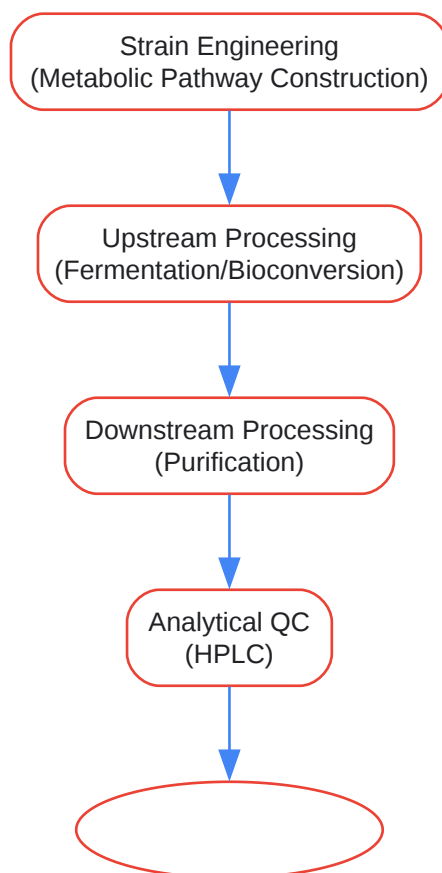 Strain Engineering
(Metabolic Pathway Construction)
Upstream Processing
(Fermentation/Bioconversion)
Downstream Processing
(Purification)
Analytical QC
(HPLC)